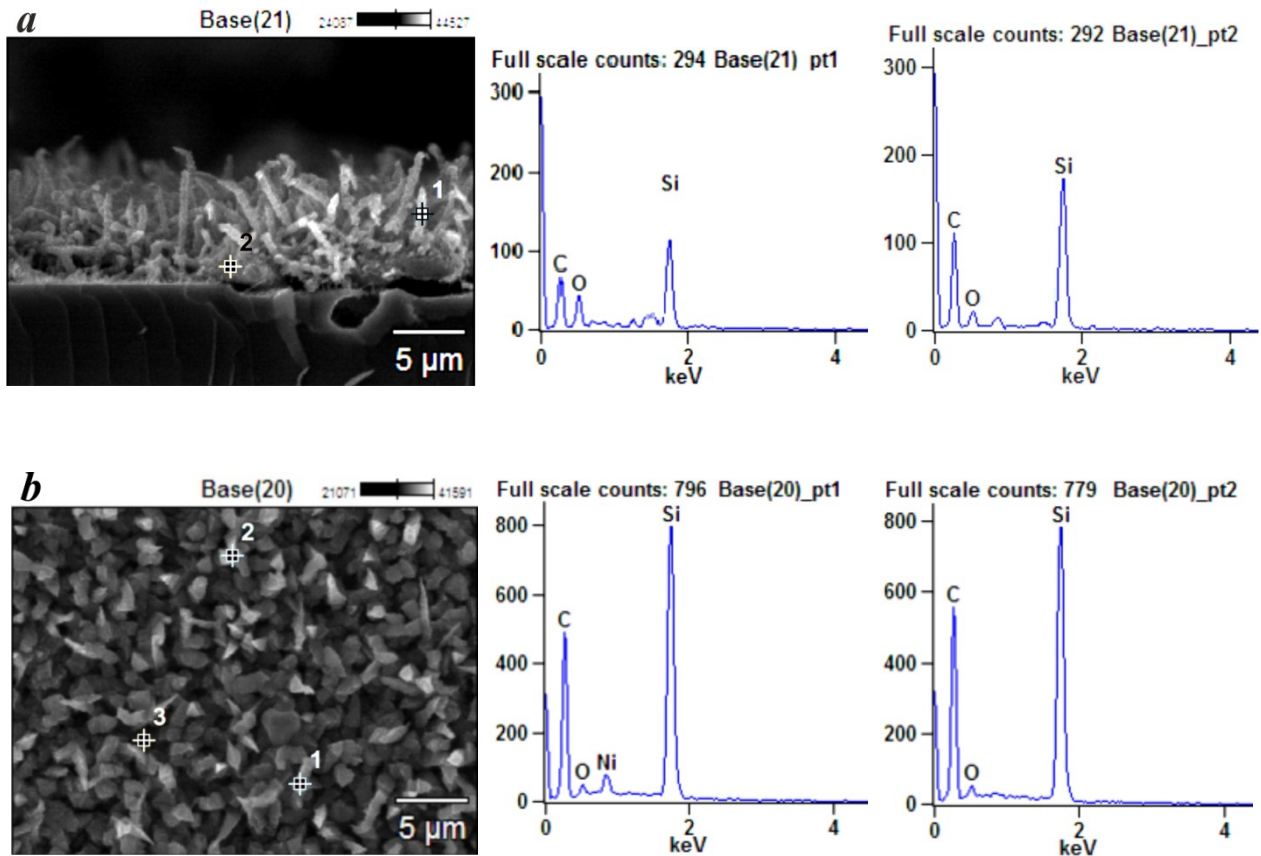 a
Base(21) 24087 44527
1
2
5 µm
Full scale counts: 294 Base(21) pt1
300
200
100
0
C
O
Si
0 2 4
keV
Full scale counts: 292 Base(21)_pt2
300
200
100
0
C
O
Si
0 2 4
keV
b
Base(20) 21071 41591
2
3
1
5 µm
Full scale counts: 796 Base(20)_pt1
800
600
400
200
0
C
O
Ni
Si
0 2 4
keV
Full scale counts: 779 Base(20)_pt2
800
600
400
200
0
C
O
Si
0 2 4
keV